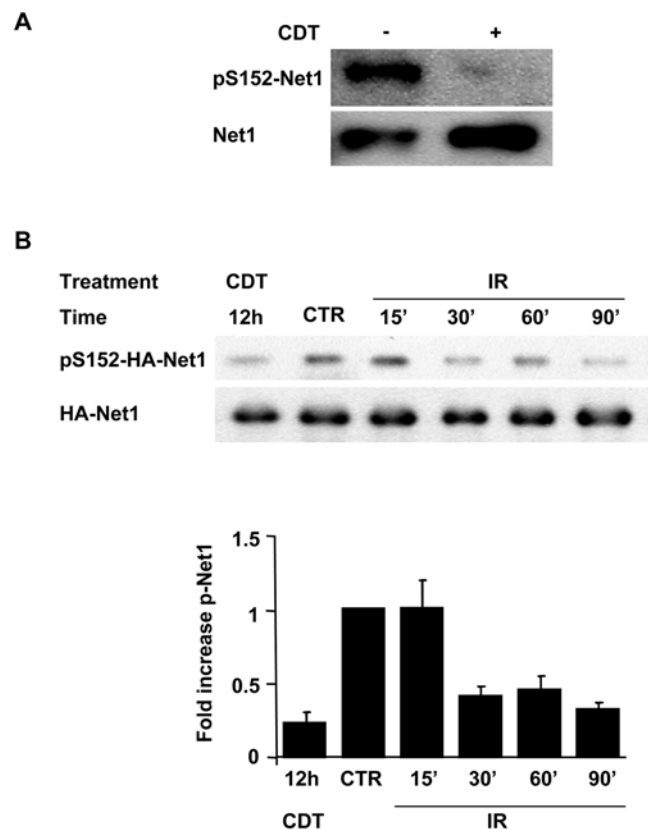 A
CDT - +
pS152-Net1
Net1
B
Treatment CDT IR
Time 12h CTR 15’ 30’ 60’ 90’
pS152-HA-Net1
HA-Net1
Fold increase p-Net1
1.5
1
0.5
0
12h CTR 15’ 30’ 60’ 90’
CDT IR